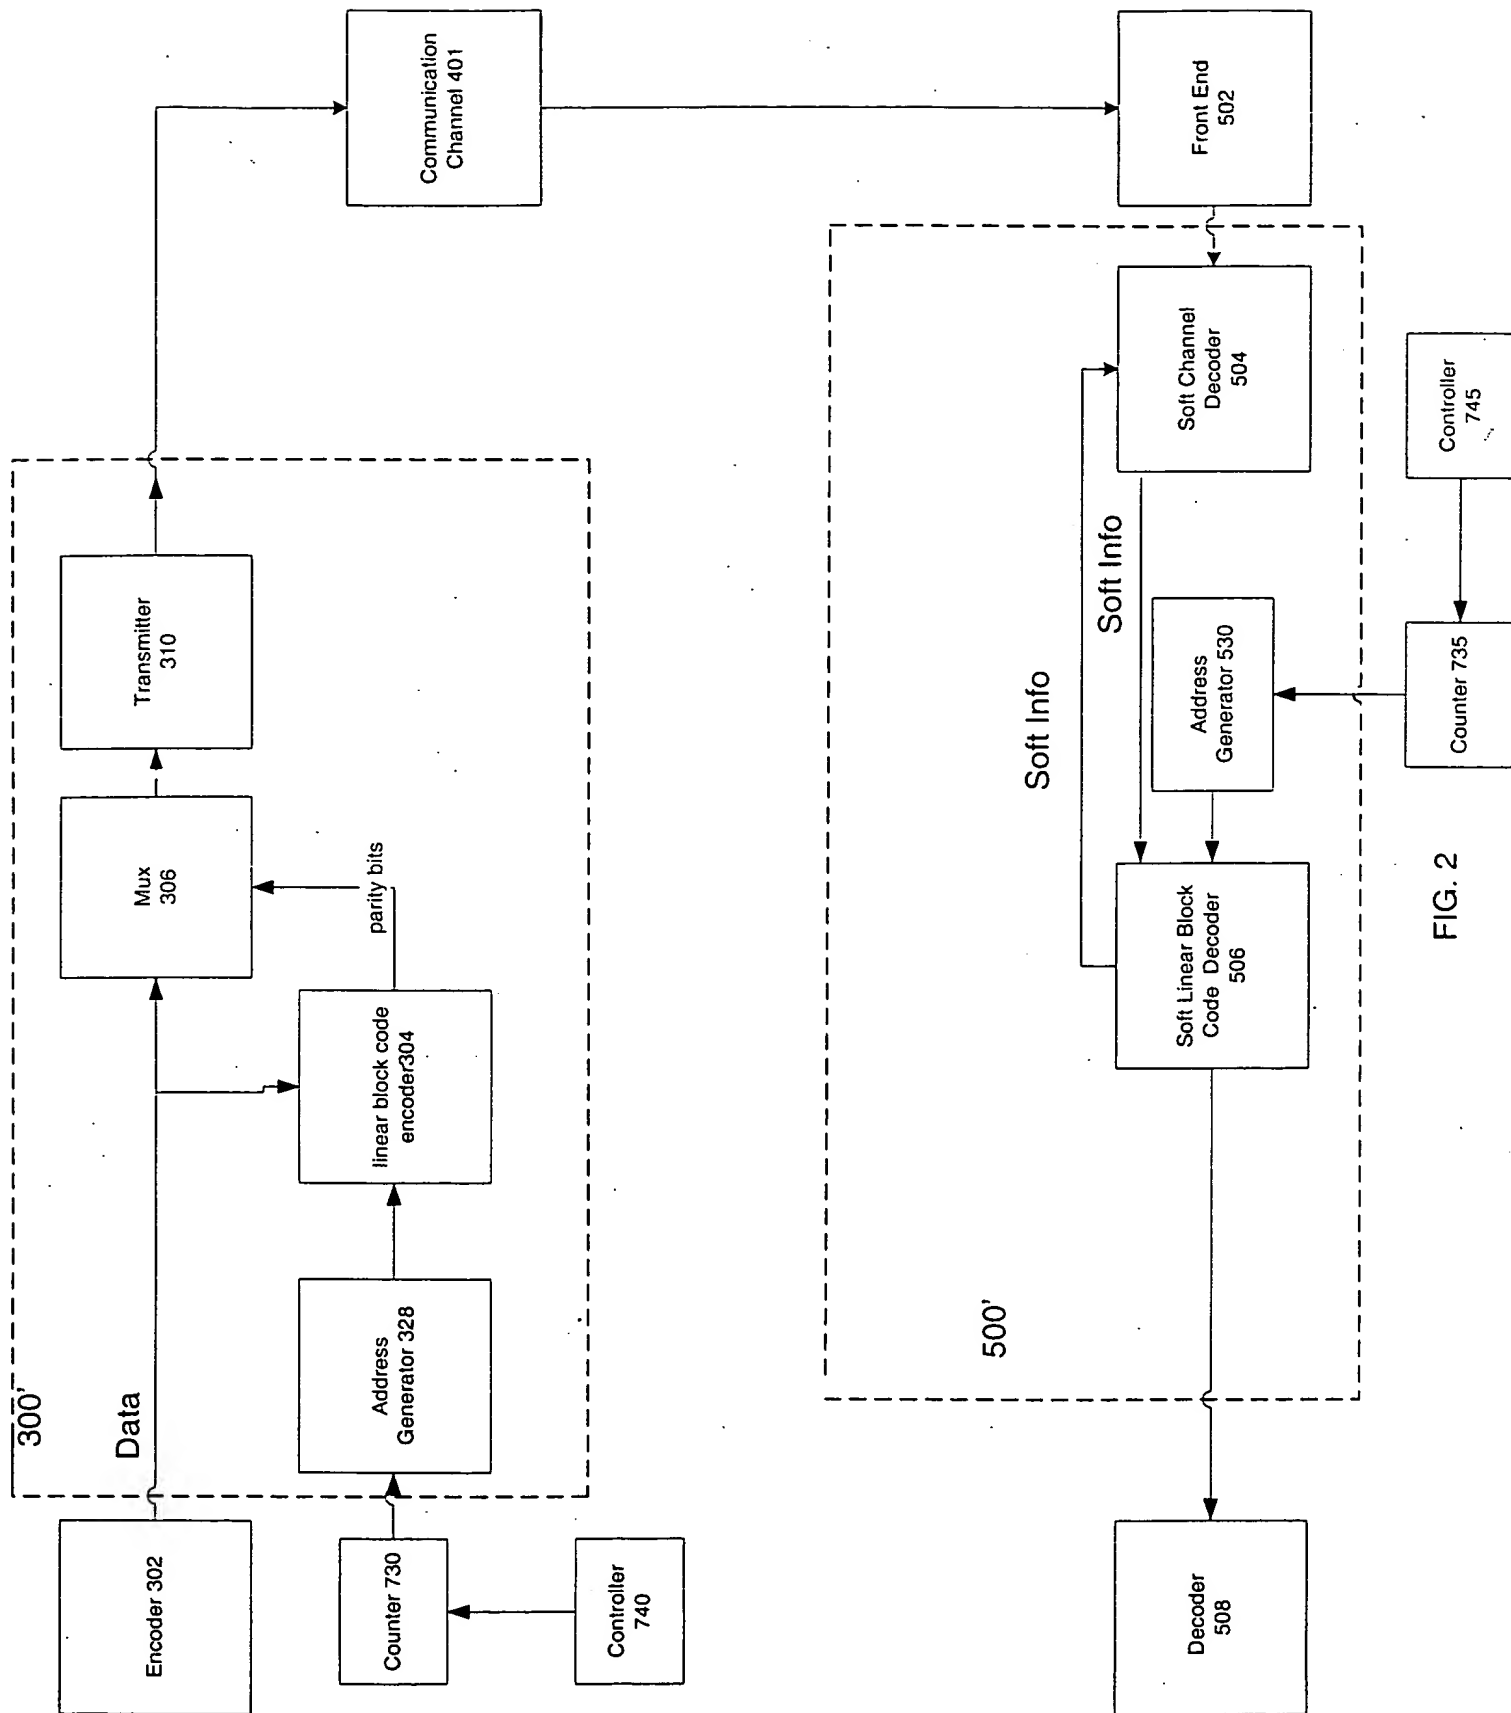 300'
Data
Encoder 302
Mux
306
Transmitter
310
Communication
Channel 401
parity bits
linear block code
encoder304
Address
Generator 328
Counter 730
Controller
740
500'
Soft Info
Soft Info
Front End
502
Soft Channel
Decoder
504
Address
Generator 530
Soft Linear Block
Code Decoder
506
Decoder
508
Counter 735
Controller
745
FIG. 2